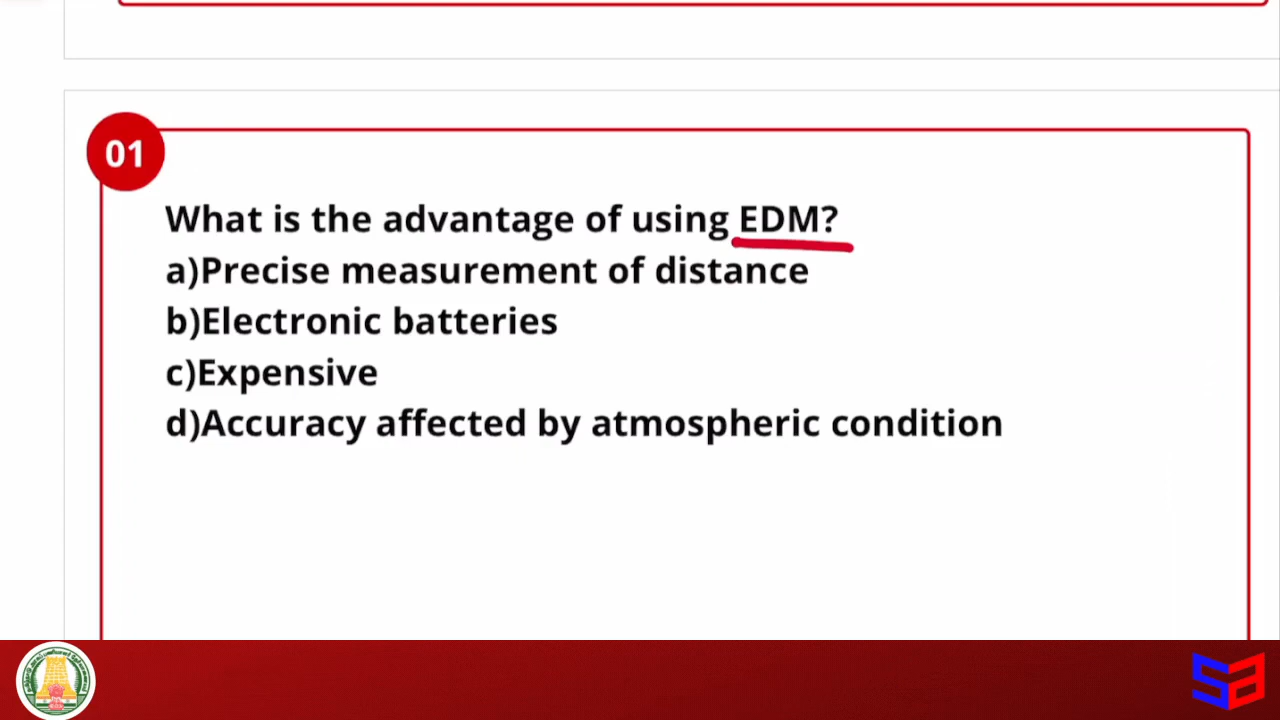 01
What is the advantage of using EDM?
a)Precise measurement of distance
b)Electronic batteries
c)Expensive
d)Accuracy affected by atmospheric condition
SA